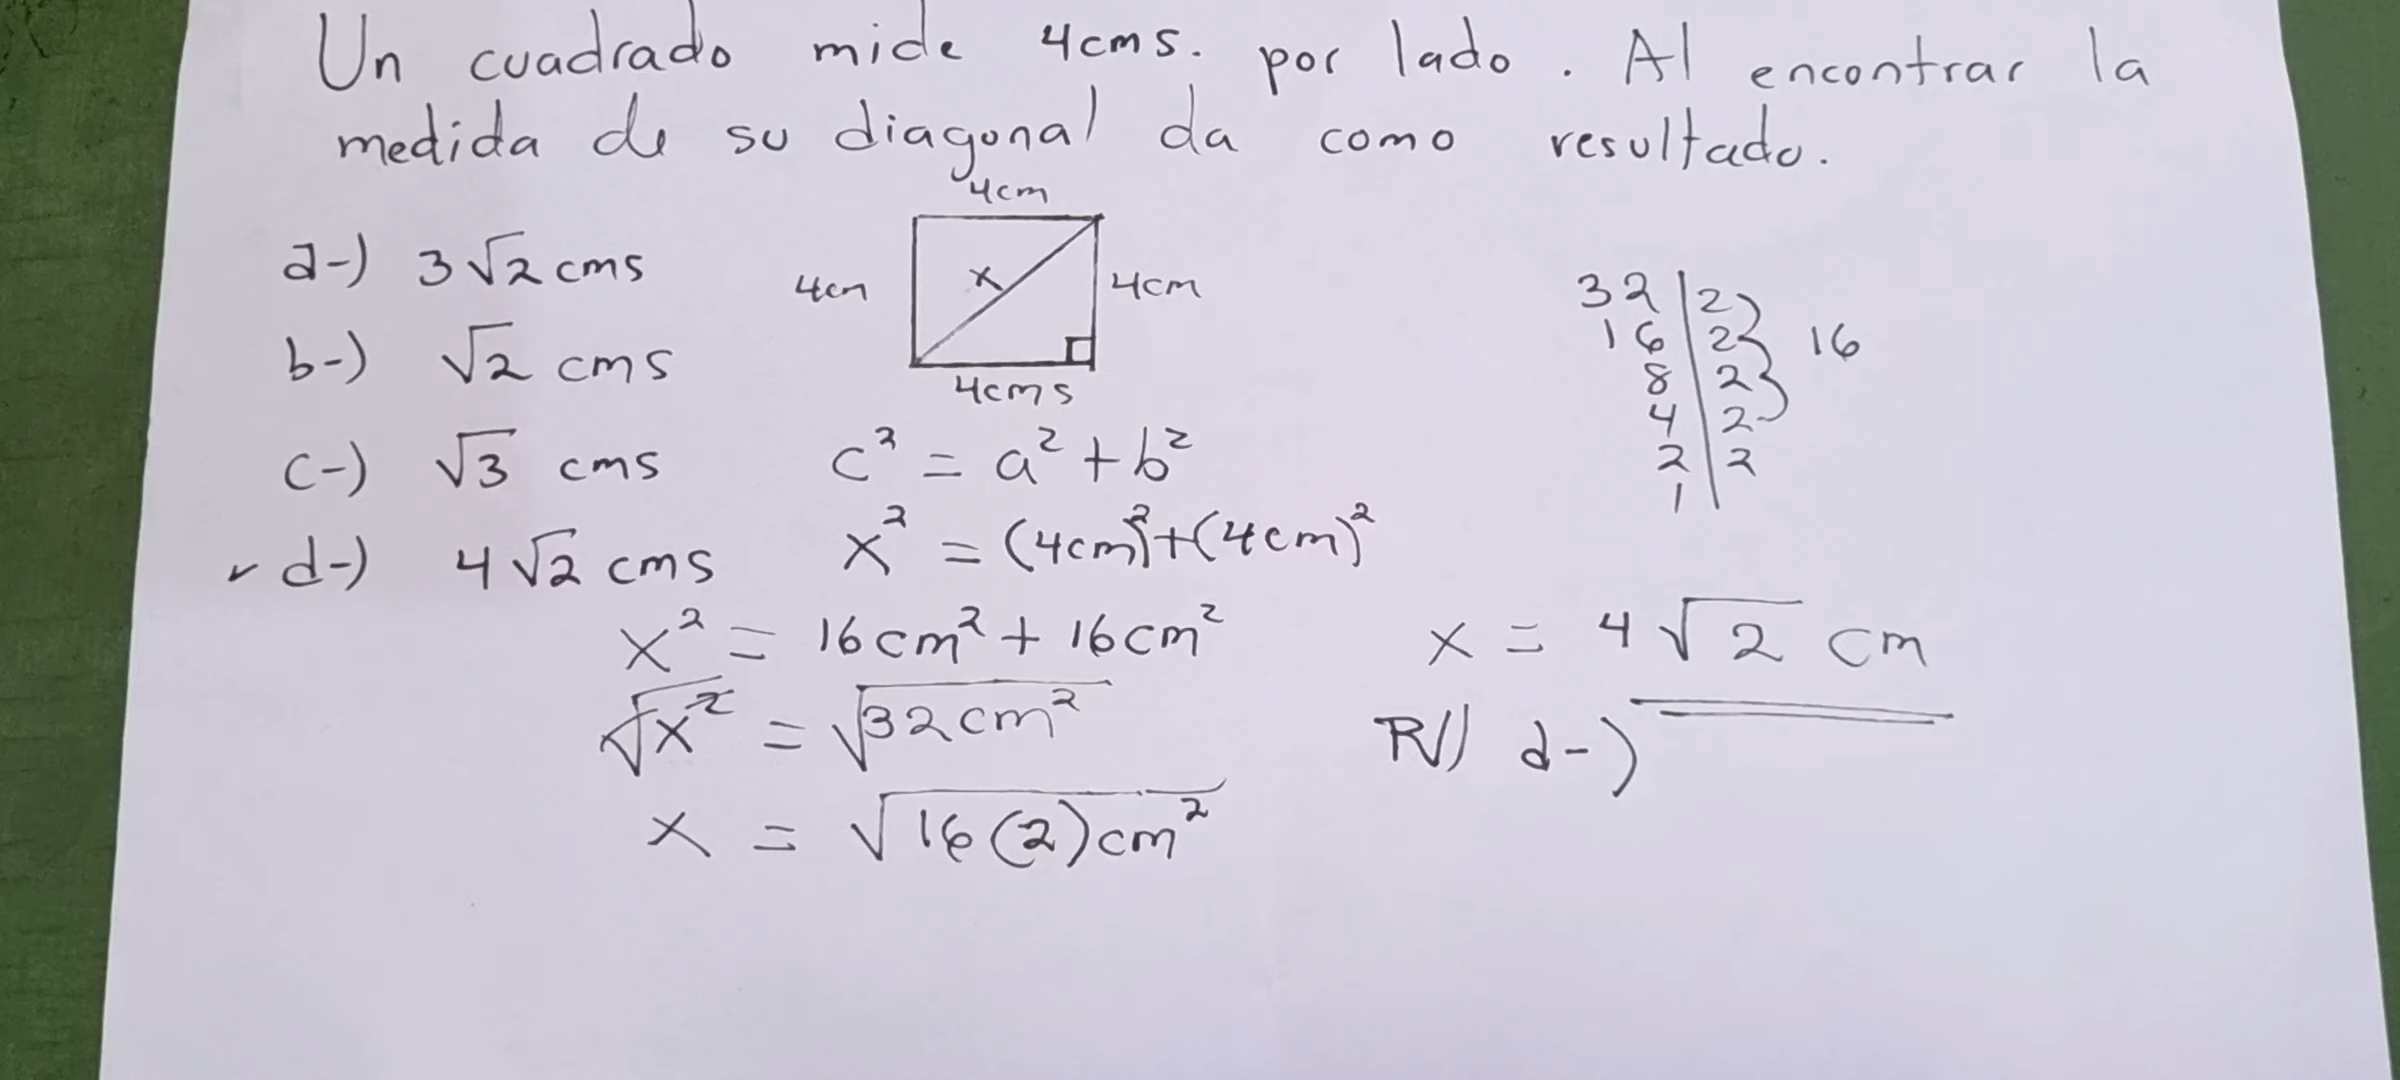 Un cuadrado mide 4cms. por lado. Al encontrar la
medida de su diagonal da como resultado.
4cm
a-) 3√2 cms
4cm
x
4cm
b-) √2 cms
4cms
c-) √3 cms
d-) 4√2 cms
c² = a² + b²
x² = (4cm)²+(4cm)²
x² = 16cm² + 16cm²
√x² = √32cm²
x = √16(2)cm²
32 | 2
16 | 2
8 | 2
4 | 2
2 | 2
1
16
x = 4√2 cm
R// d-)